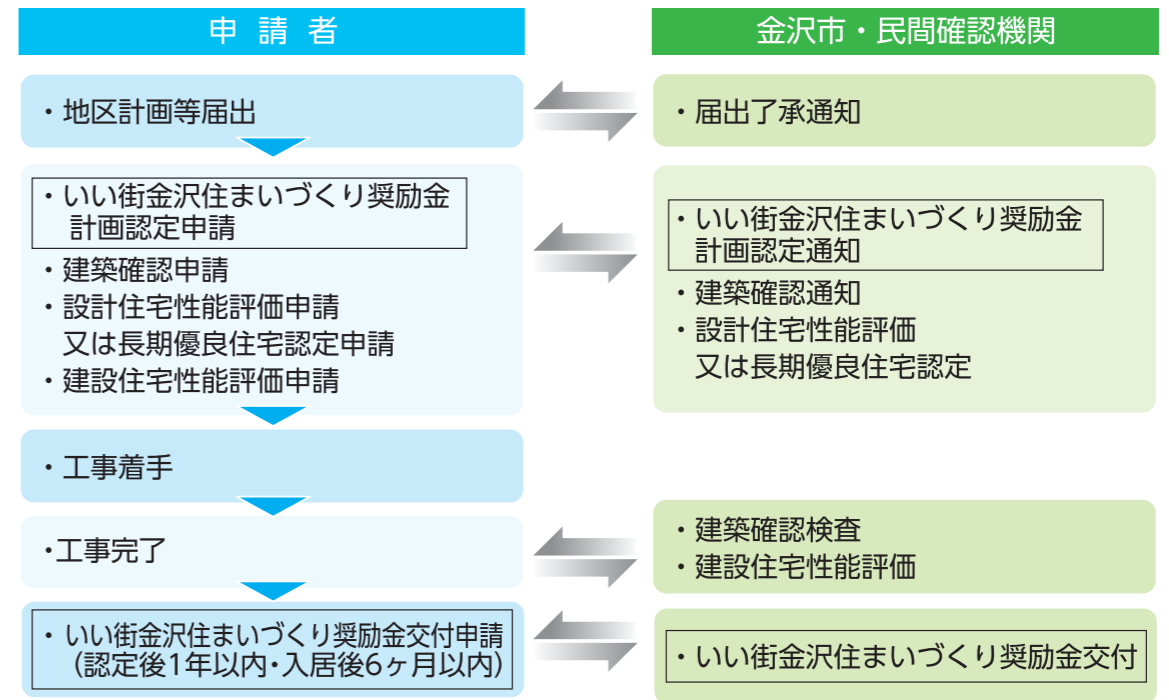 申請者
金沢市・民間確認機関
・地区計画等届出
・届出了承通知
・いい街金沢住まいづくり奨励金
計画認定申請
・建築確認申請
・設計住宅性能評価申請
又は長期優良住宅認定申請
・建設住宅性能評価申請
・いい街金沢住まいづくり奨励金
計画認定通知
・建築確認通知
・設計住宅性能評価
又は長期優良住宅認定
・工事着手
・工事完了
・建築確認検査
・建設住宅性能評価
・いい街金沢住まいづくり奨励金交付申請
（認定後1年以内・入居後6ヶ月以内）
・いい街金沢住まいづくり奨励金交付